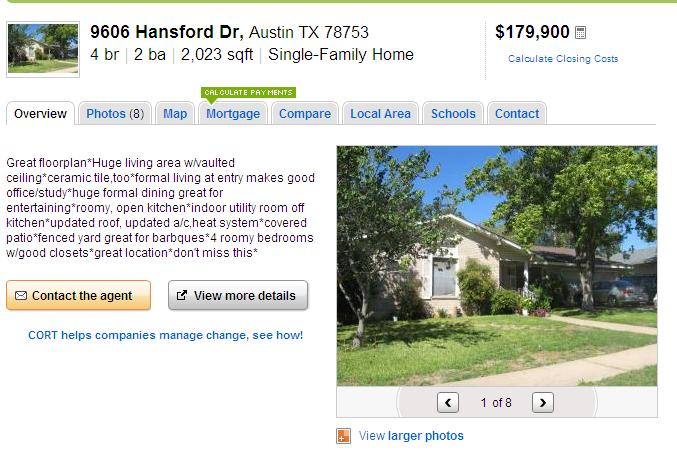 9606 Hansford Dr, Austin TX 78753
4 br | 2 ba | 2,023 sqft | Single-Family Home
$179,900
Calculate Closing Costs
CALCULATE PAYMENTS
Overview
Photos (8)
Map
Mortgage
Compare
Local Area
Schools
Contact
Great floorplan*Huge living area w/vaulted
ceiling*ceramic tile,too*formal living at entry makes good
office/study*huge formal dining great for
entertaining*roomy, open kitchen*indoor utility room off
kitchen*updated roof, updated a/c,heat system*covered
patio*fenced yard great for barbques*4 roomy bedrooms
w/good closets*great location*don't miss this*
Contact the agent
View more details
CORT helps companies manage change, see how!
1 of 8
View larger photos